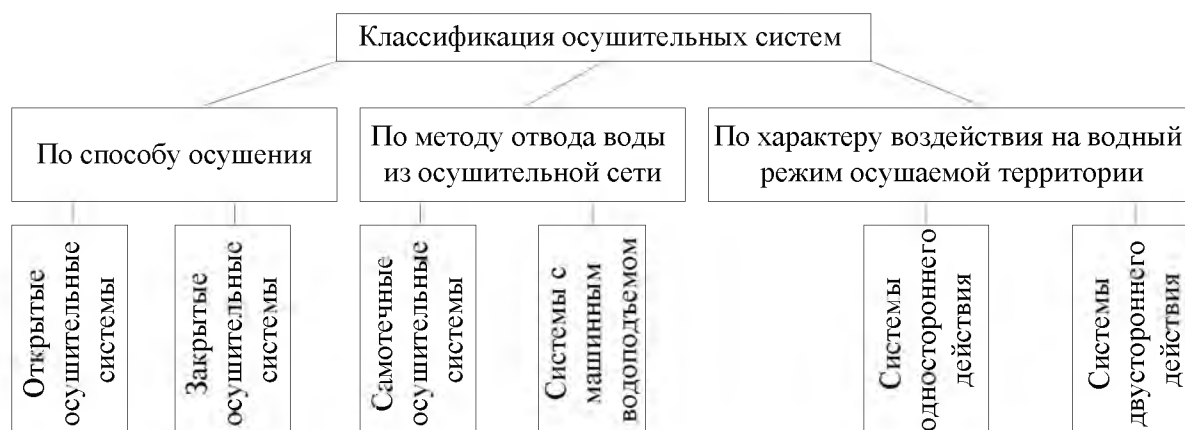 Классификация осушительных систем
По способу осушения
По методу отвода воды
из осушительной сети
По характеру воздействия на водный
режим осушаемой территории
Открытые
осушительные
системы
Закрытые
осушительные
системы
Самотечные
осушительные
системы
Системы с
машинным
водоподъемом
Системы
одностороннего
действия
Системы
двустороннего
действия